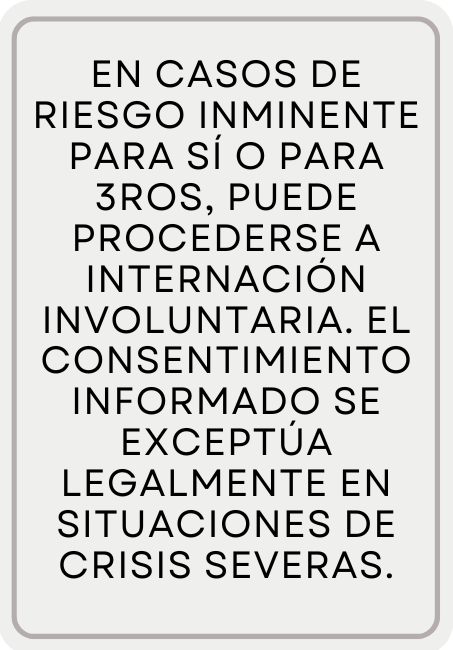 EN CASOS DE
RIESGO INMINENTE
PARA SÍ O PARA
3ROS, PUEDE
PROCEDERSE A
INTERNACIÓN
INVOLUNTARIA. EL
CONSENTIMIENTO
INFORMADO SE
EXCEPTÚA
LEGALMENTE EN
SITUACIONES DE
CRISIS SEVERAS.